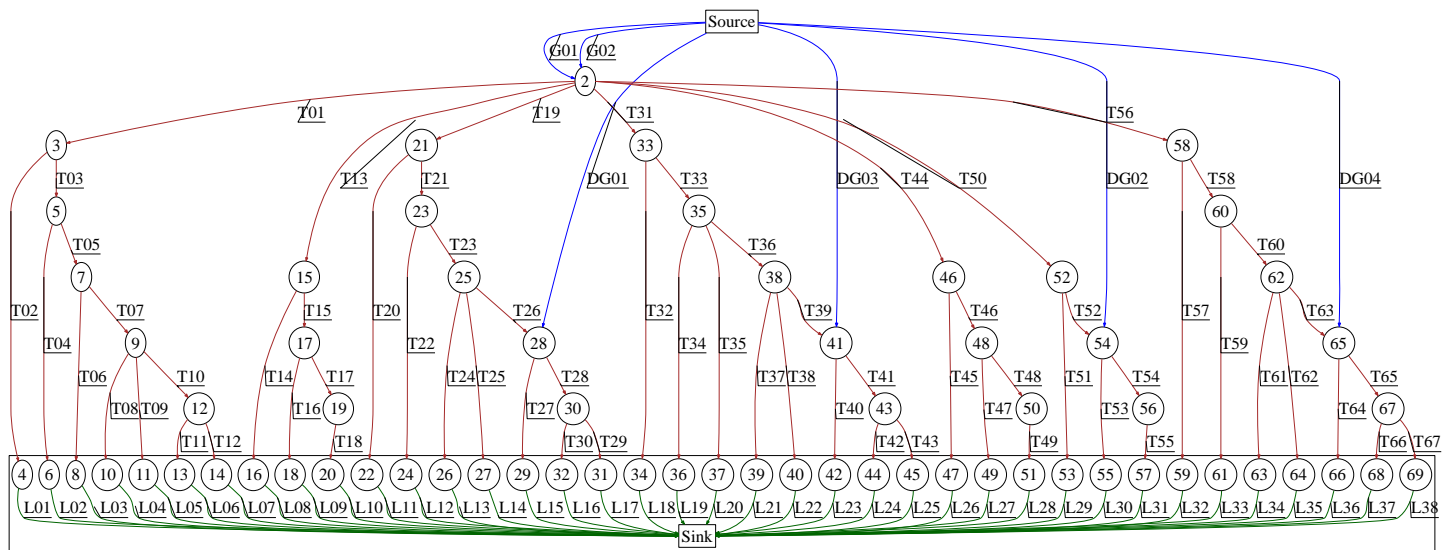 Source
G01 G02
2
T01 T19 T31 T56
3 21 33 58
T03 T13 T21 DG01 T33 DG03 T44 T50 DG02 T58 DG04
5 23 35 60
T05 T23 T36 T60
7 15 25 38 46 52 62
T02 T07 T15 T20 T26 T32 T39 T46 T52 T57 T63
T04 T22 T34 T35 T59
9 17 28 41 48 54 65
T06 T10 T14 T17 T24 T25 T28 T37 T38 T41 T45 T48 T51 T54 T61 T62 T65
T08 T09 T16 T27 T40 T47 T53 T64
12 19 30 43 50 56 67
T11 T12 T18 T30 T29 T42 T43 T49 T55 T66 T67
4 6 8 10 11 13 14 16 18 20 22 24 26 27 29 32 31 34 36 37 39 40 42 44 45 47 49 51 53 55 57 59 61 63 64 66 68 69
L01 L02 L03 L04 L05 L06 L07 L08 L09 L10 L11 L12 L13 L14 L15 L16 L17 L18 L19 L20 L21 L22 L23 L24 L25 L26 L27 L28 L29 L30 L31 L32 L33 L34 L35 L36 L37 L38
Sink